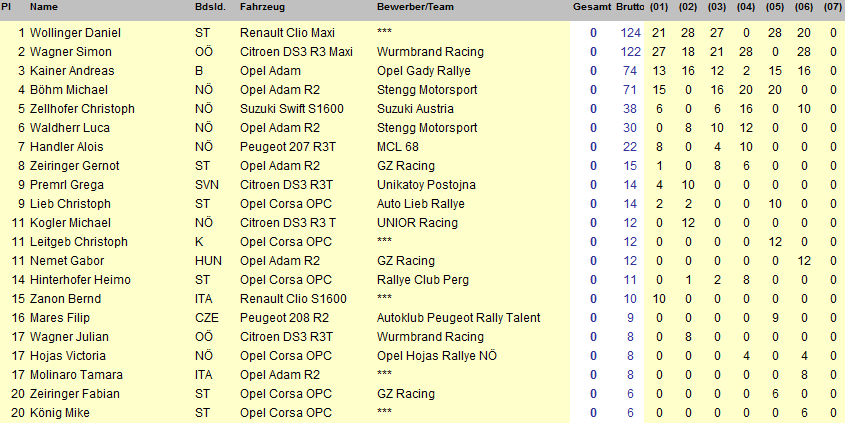 Pl Name Bdsld. Fahrzeug Bewerber/Team Gesamt Brutto (01) (02) (03) (04) (05) (06) (07)
1 Wollinger Daniel ST Renault Clio Maxi *** 0 124 21 28 27 0 28 20 0
2 Wagner Simon OÖ Citroen DS3 R3 Maxi Wurmbrand Racing 0 122 27 18 21 28 0 28 0
3 Kainer Andreas B Opel Adam Opel Gady Rallye 0 74 13 16 12 2 15 16 0
4 Böhm Michael NÖ Opel Adam R2 Stengg Motorsport 0 71 15 0 16 20 20 0 0
5 Zellhofer Christoph NÖ Suzuki Swift S1600 Suzuki Austria 0 38 6 0 6 16 0 10 0
6 Waldherr Luca NÖ Opel Adam R2 Stengg Motorsport 0 30 0 8 10 12 0 0 0
7 Handler Alois NÖ Peugeot 207 R3T MCL 68 0 22 8 0 4 10 0 0 0
8 Zeiringer Gernot ST Opel Adam R2 GZ Racing 0 15 1 0 8 6 0 0 0
9 Premrl Grega SVN Citroen DS3 R3T Unikatoy Postojna 0 14 4 10 0 0 0 0 0
9 Lieb Christoph ST Opel Corsa OPC Auto Lieb Rallye 0 14 2 2 0 0 10 0 0
11 Kogler Michael NÖ Citroen DS3 R3 T UNIOR Racing 0 12 0 12 0 0 0 0 0
11 Leitgeb Christoph K Opel Corsa OPC *** 0 12 0 0 0 0 12 0 0
11 Nemet Gabor HUN Opel Adam R2 GZ Racing 0 12 0 0 0 0 0 12 0
14 Hinterhofer Heimo ST Opel Corsa OPC Rallye Club Perg 0 11 0 1 2 8 0 0 0
15 Zanon Bernd ITA Renault Clio S1600 *** 0 10 10 0 0 0 0 0 0
16 Mares Filip CZE Peugeot 208 R2 Autoklub Peugeot Rally Talent 0 9 0 0 0 0 9 0 0
17 Wagner Julian OÖ Citroen DS3 R3T Wurmbrand Racing 0 8 0 8 0 0 0 0 0
17 Hojas Victoria NÖ Opel Corsa OPC Opel Hojas Rallye NÖ 0 8 0 0 0 4 0 4 0
17 Molinaro Tamara ITA Opel Adam R2 *** 0 8 0 0 0 0 0 8 0
20 Zeiringer Fabian ST Opel Corsa OPC GZ Racing 0 6 0 0 0 0 6 0 0
20 König Mike ST Opel Corsa OPC *** 0 6 0 0 0 0 0 6 0